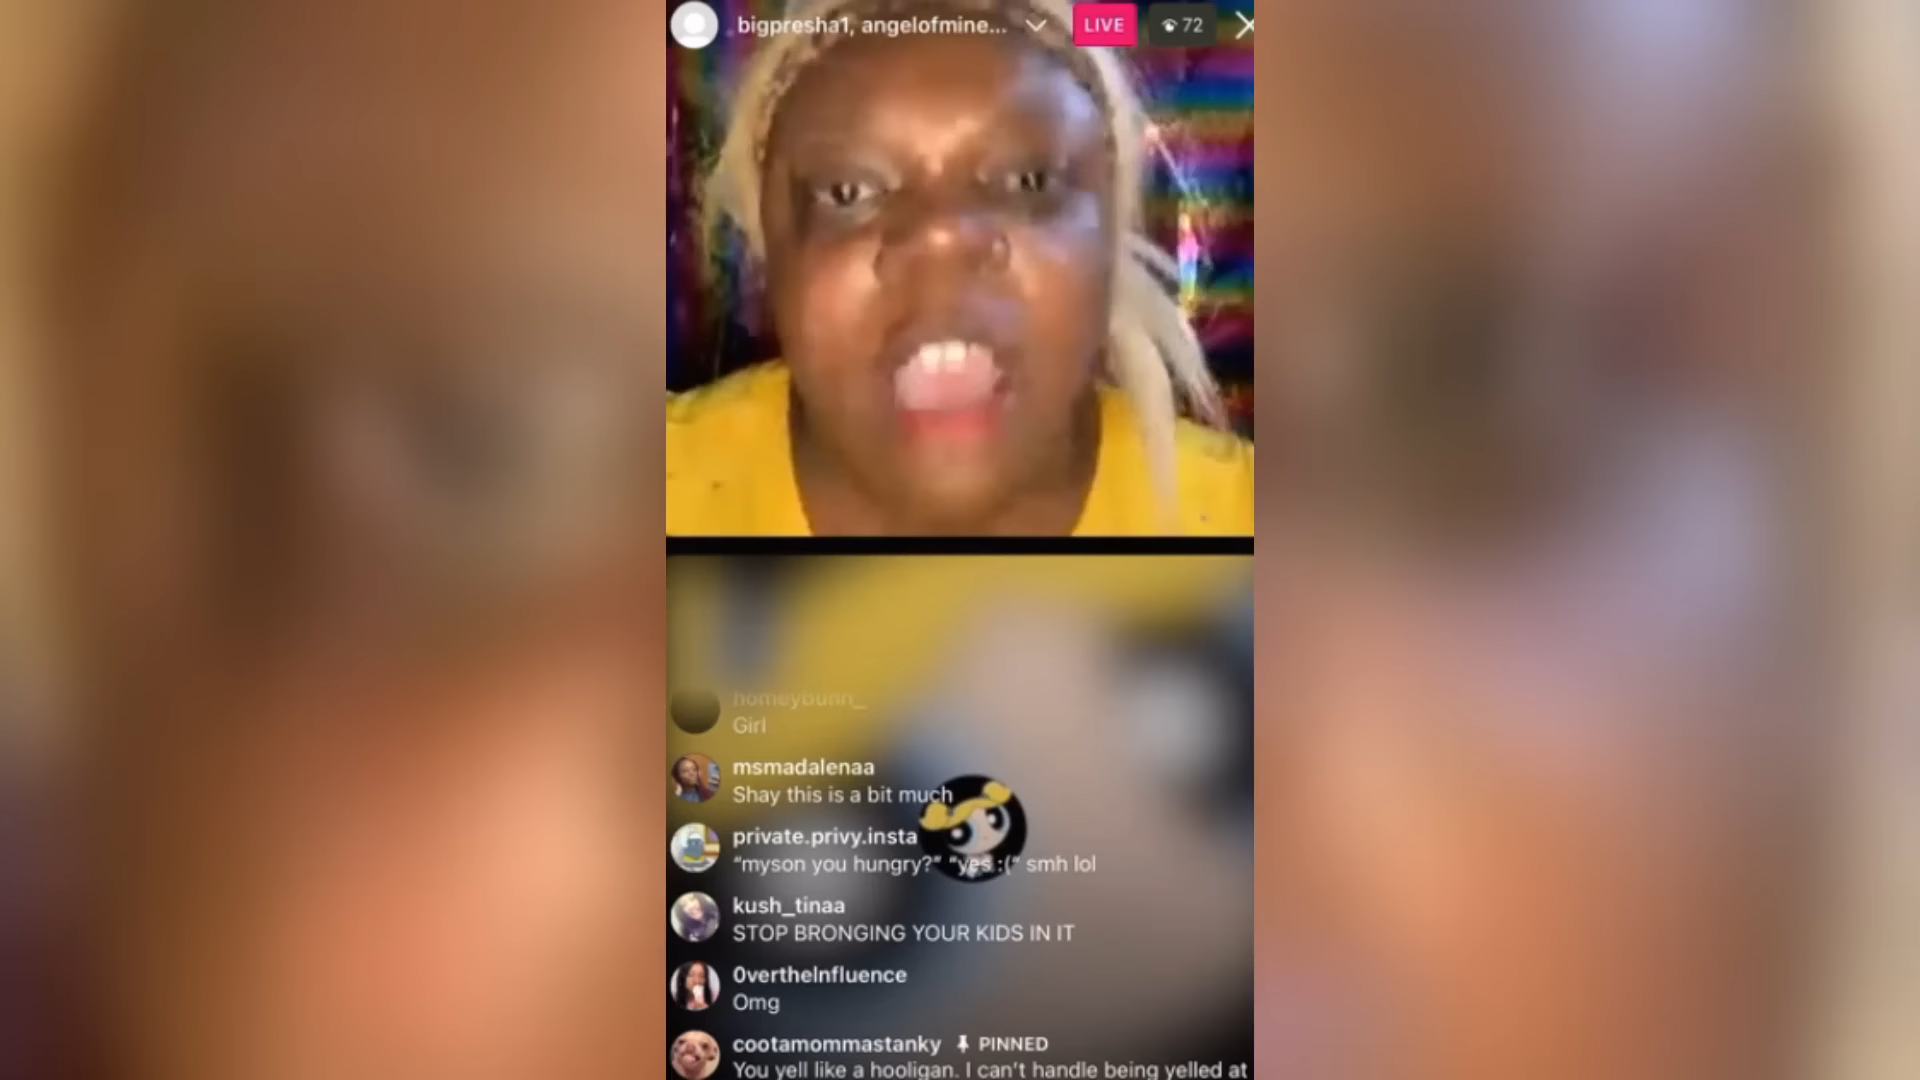 bigpresha1, angelofmine...
LIVE
72
homeybunn_
Girl
msmadalenaa
Shay this is a bit much
private.privy.insta
“myson you hungry?” “yes :(“ smh lol
kush_tinaa
STOP BRONGING YOUR KIDS IN IT
0vertheInfluence
Omg
cootamommastanky PINNED
You yell like a hooligan. I can’t handle being yelled at